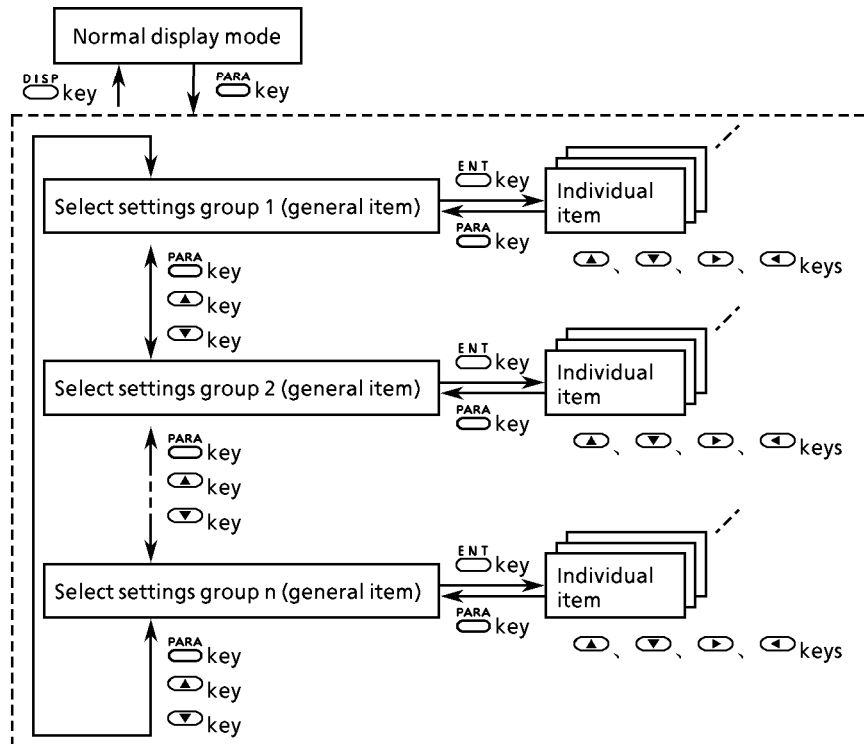 Normal display mode
DISP key
PARA key
Select settings group 1 (general item)
ENT key
PARA key
Individual item
▲、 ▼、 ▶、 ◀ keys
PARA key
▲ key
▼ key
Select settings group 2 (general item)
ENT key
PARA key
Individual item
▲、 ▼、 ▶、 ◀ keys
PARA key
▲ key
▼ key
Select settings group n (general item)
ENT key
PARA key
Individual item
▲、 ▼、 ▶、 ◀ keys
PARA key
▲ key
▼ key